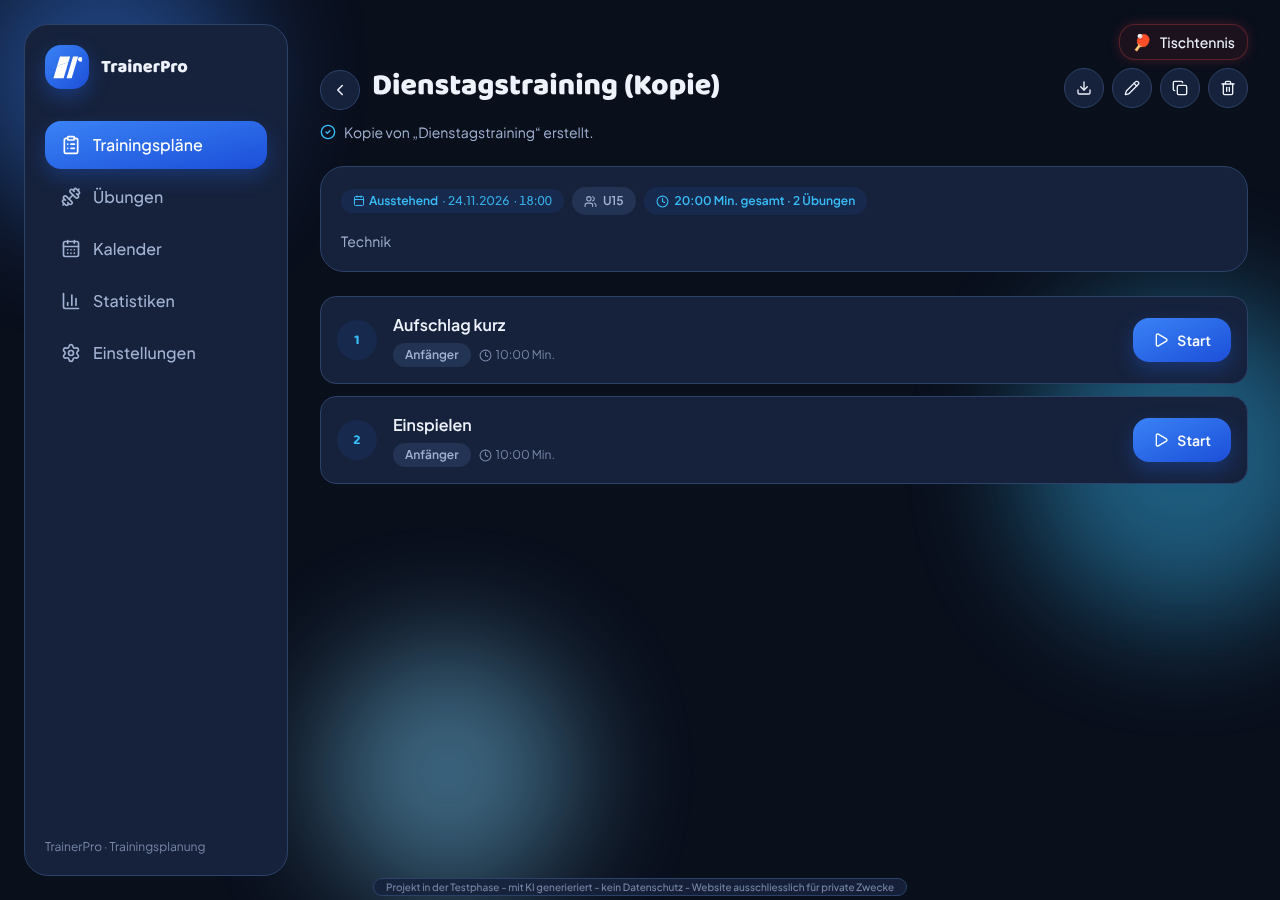 TrainerPro
Trainingspläne
Übungen
Kalender
Statistiken
Einstellungen
TrainerPro · Trainingsplanung
Tischtennis
Dienstagstraining (Kopie)
Kopie von „Dienstagstraining“ erstellt.
Ausstehend · 24.11.2026 · 18:00
U15
20:00 Min. gesamt · 2 Übungen
Technik
1
Aufschlag kurz
Anfänger
10:00 Min.
Start
2
Einspielen
Anfänger
10:00 Min.
Start
Projekt in der Testphase – mit KI generieriert – kein Datenschutz – Website ausschliesslich für private Zwecke